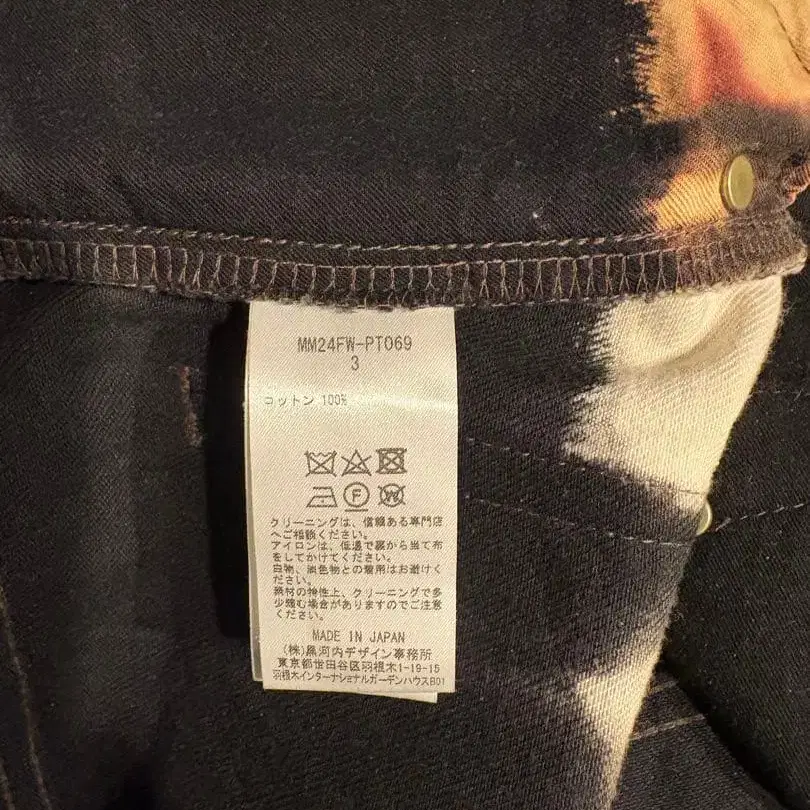 MM24FW-PT069
3
コットン 100%
クリーニングは、信頼ある専門店
へご相談ください。
アイロンは、低温で裏から当て布
をしてかけてください。
白物、淡色物との着用はお避けく
ださい。
素材の特性上、クリーニングで多
少縮む場合がありますのでご注意
ください。
MADE IN JAPAN
(株)黒河内デザイン事務所
東京都世田谷区羽根木1-19-15
羽根木インターナショナルガーデンハウスB01